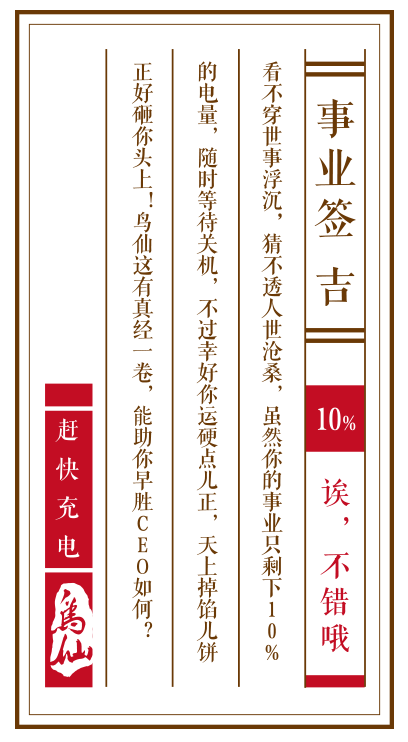 事业签 吉
10%
诶，不错哦
看不穿世事浮沉，猜不透人世沧桑，虽然你的事业只剩下10%
的电量，随时等待关机，不过幸好你运硬点儿正，天上掉馅儿饼
正好砸你头上！鸟仙这有真经一卷，能助你早胜CEO如何？
赶快充电
鸟仙